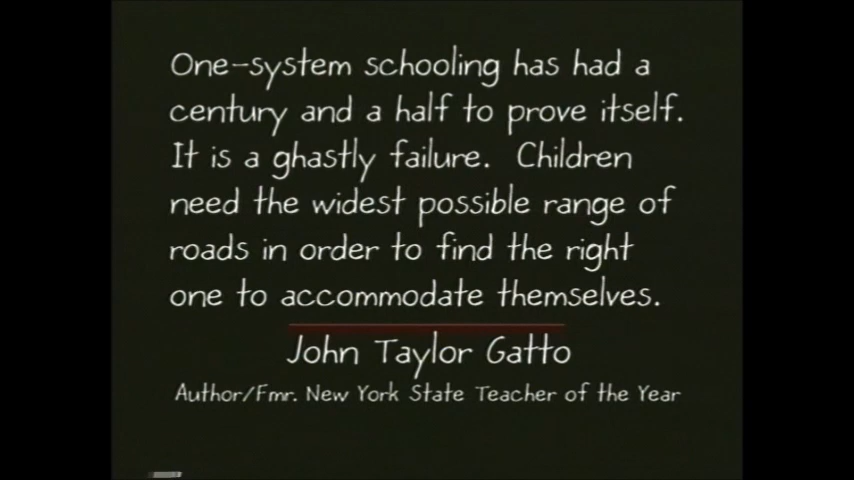 One-system schooling has had a
century and a half to prove itself.
It is a ghastly failure. Children
need the widest possible range of
roads in order to find the right
one to accommodate themselves.
John Taylor Gatto
Author/Fmr. New York State Teacher of the Year